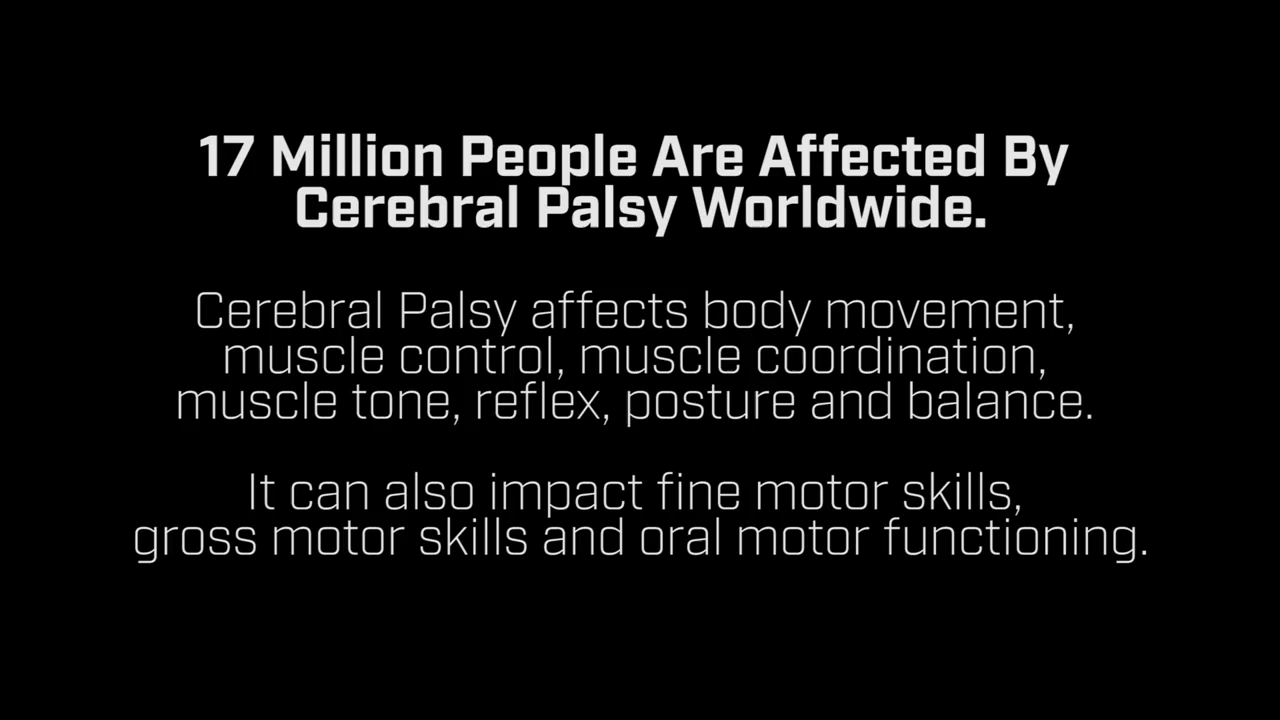 17 Million People Are Affected By
Cerebral Palsy Worldwide.
Cerebral Palsy affects body movement,
muscle control, muscle coordination,
muscle tone, reflex, posture and balance.
It can also impact fine motor skills,
gross motor skills and oral motor functioning.